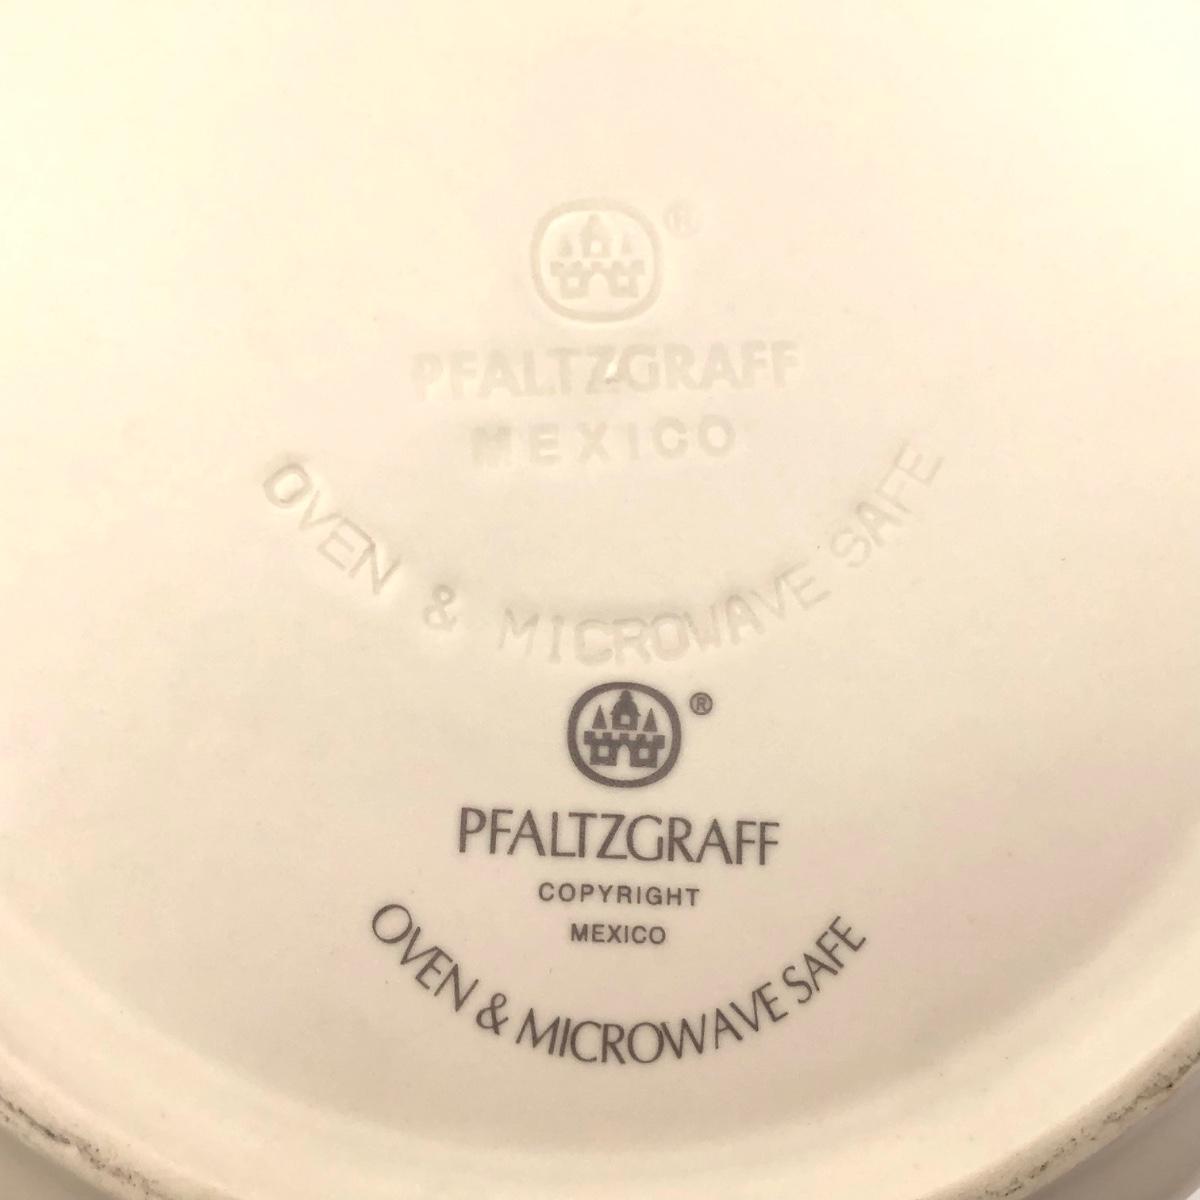 ®
PFALTZGRAFF
MEXICO
OVEN & MICROWAVE SAFE
®
PFALTZGRAFF
COPYRIGHT
MEXICO
OVEN & MICROWAVE SAFE